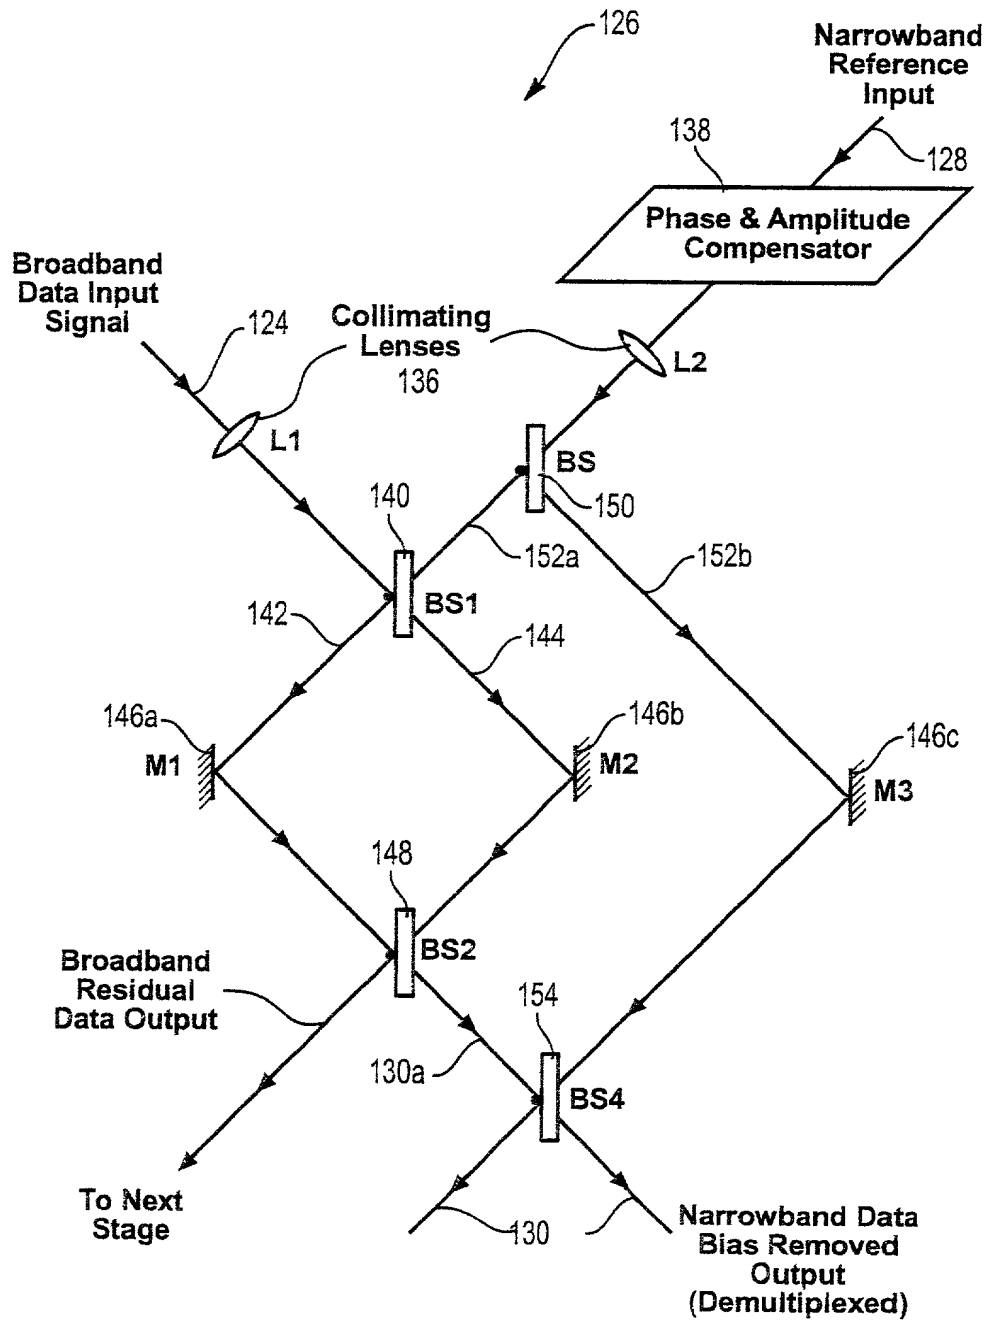 126
Narrowband
Reference
Input
138
128
Phase & Amplitude
Compensator
Broadband
Data Input
Signal
124
Collimating
Lenses
136
L1
L2
BS
150
140
152a
152b
BS1
142
144
146a
146b
146c
M1
M2
M3
148
BS2
Broadband
Residual
Data Output
154
130a
BS4
To Next
Stage
130
Narrowband Data
Bias Removed
Output
(Demultiplexed)